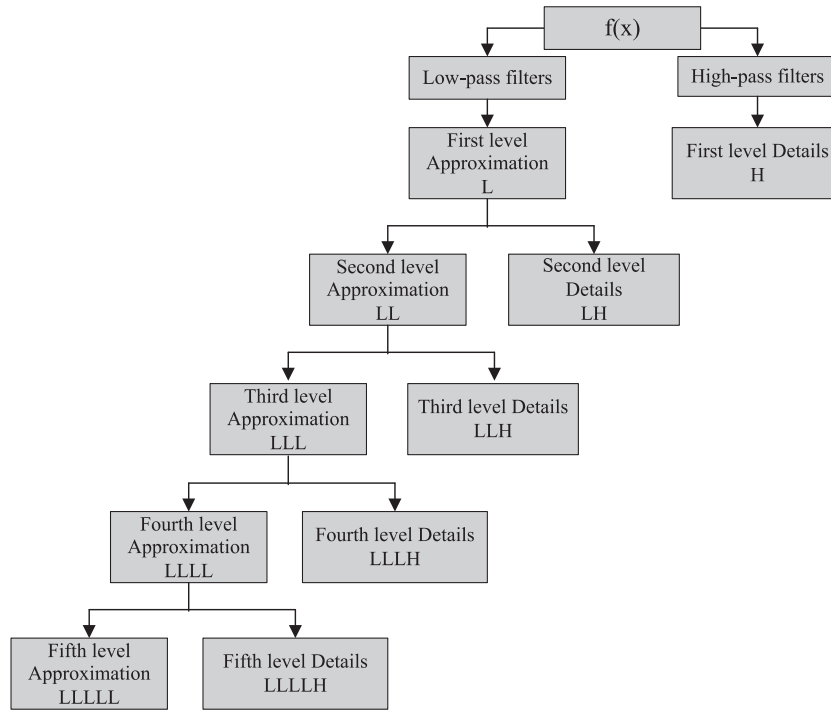 f(x)
Low-pass filters
High-pass filters
First level
Approximation
L
First level Details
H
Second level
Approximation
LL
Second level
Details
LH
Third level
Approximation
LLL
Third level Details
LLH
Fourth level
Approximation
LLLL
Fourth level Details
LLLH
Fifth level
Approximation
LLLLL
Fifth level Details
LLLLH